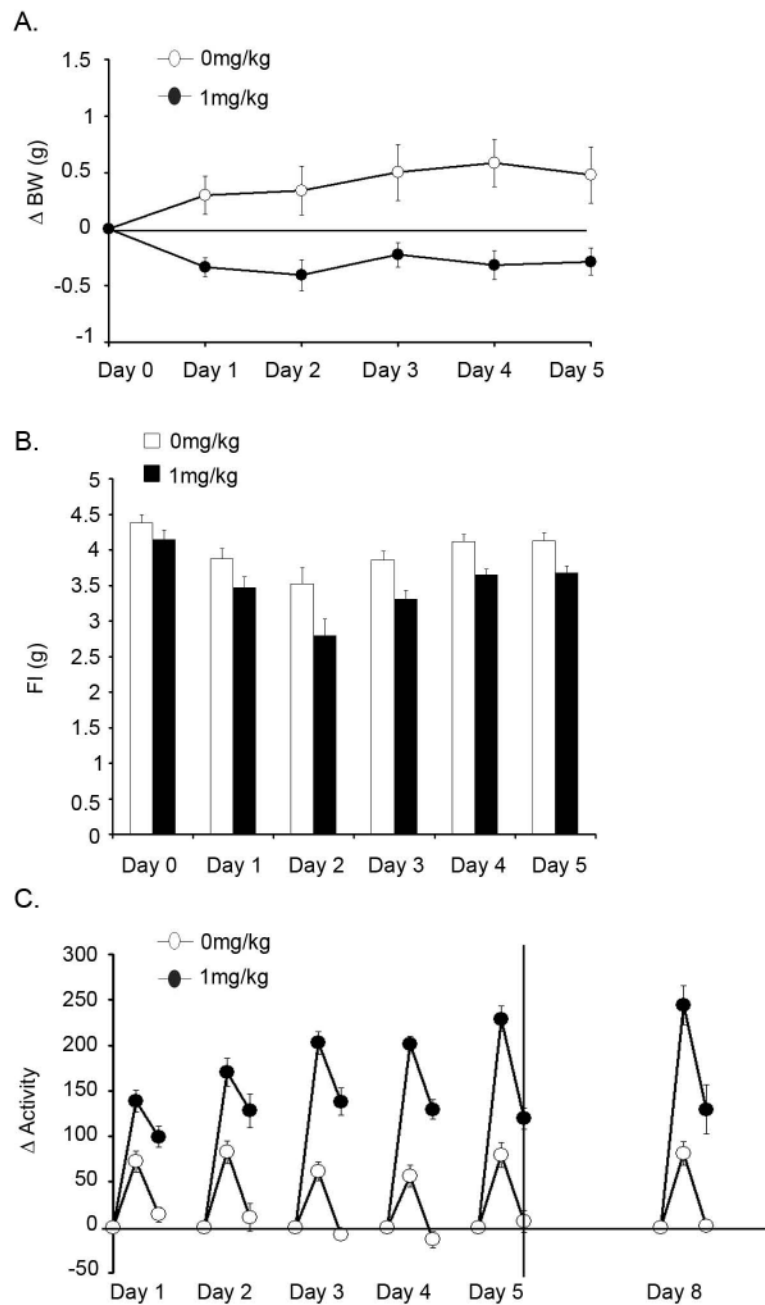 A.
0mg/kg
1mg/kg
1.5
1
0.5
0
-0.5
-1
Δ BW (g)
Day 0 Day 1 Day 2 Day 3 Day 4 Day 5
B.
0mg/kg
1mg/kg
5
4.5
4
3.5
3
2.5
2
1.5
1
0.5
0
FI (g)
Day 0 Day 1 Day 2 Day 3 Day 4 Day 5
C.
0mg/kg
1mg/kg
300
250
200
150
100
50
0
-50
Δ Activity
Day 1 Day 2 Day 3 Day 4 Day 5 Day 8